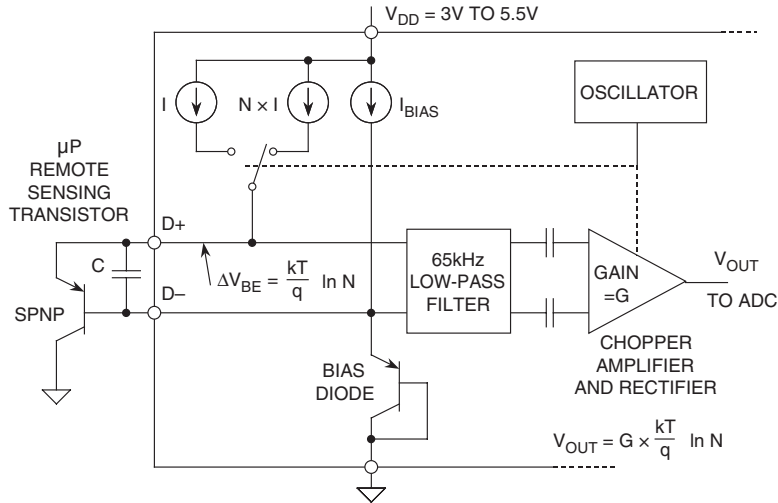 V_DD = 3V TO 5.5V
OSCILLATOR
I
N × I
I_BIAS
μP
REMOTE
SENSING
TRANSISTOR
D+
C
ΔV_BE = kT/q ln N
65kHz
LOW-PASS
FILTER
GAIN
=G
V_OUT
TO ADC
D−
SPNP
CHOPPER
AMPLIFIER
AND RECTIFIER
BIAS
DIODE
V_OUT = G × kT/q ln N